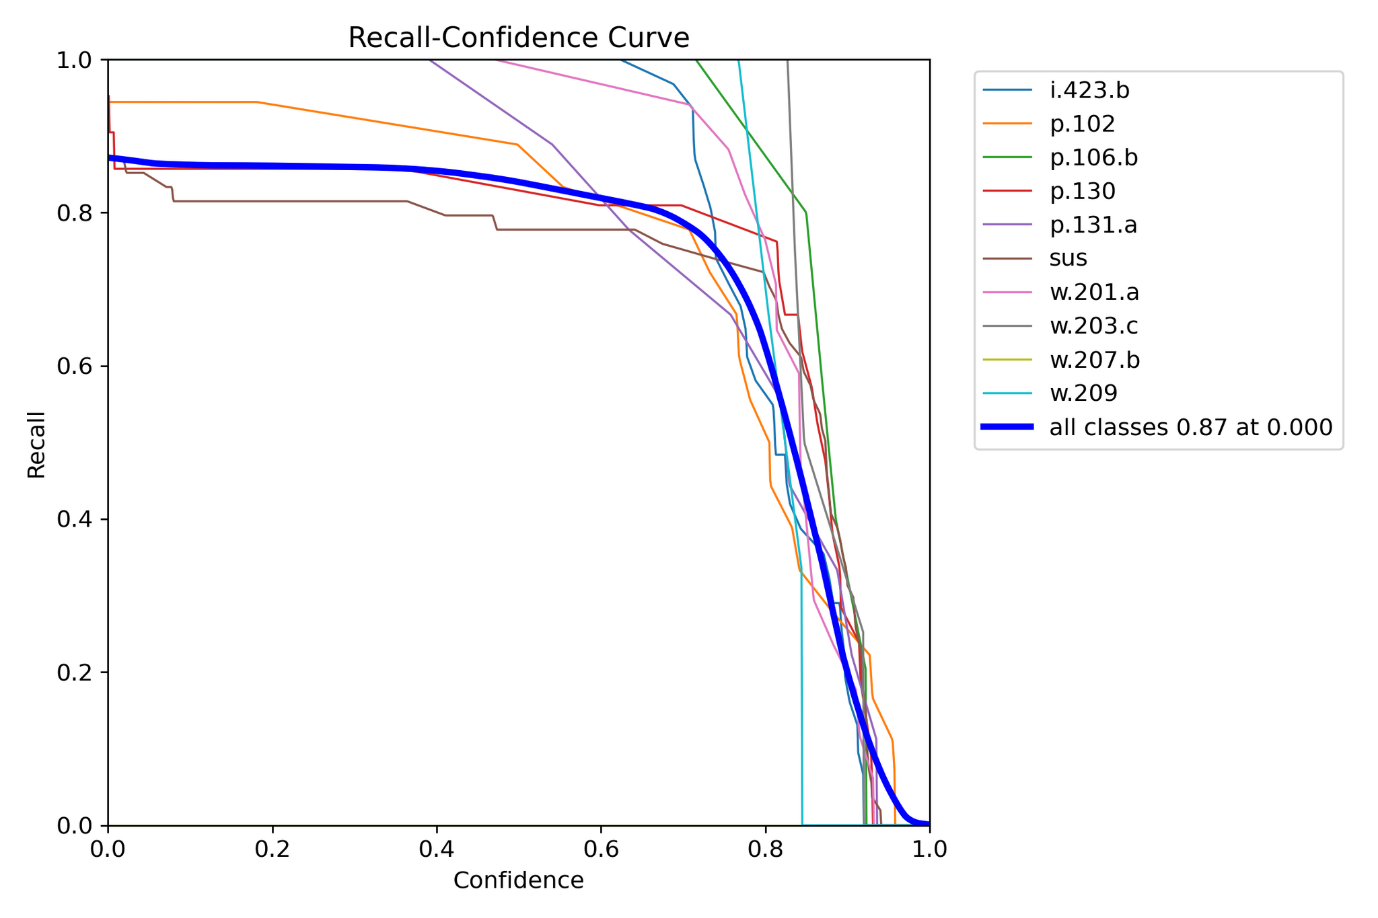 Recall-Confidence Curve
1.0
0.8
0.6
0.4
0.2
0.0
Recall
0.0 0.2 0.4 0.6 0.8 1.0
Confidence
i.423.b
p.102
p.106.b
p.130
p.131.a
sus
w.201.a
w.203.c
w.207.b
w.209
all classes 0.87 at 0.000